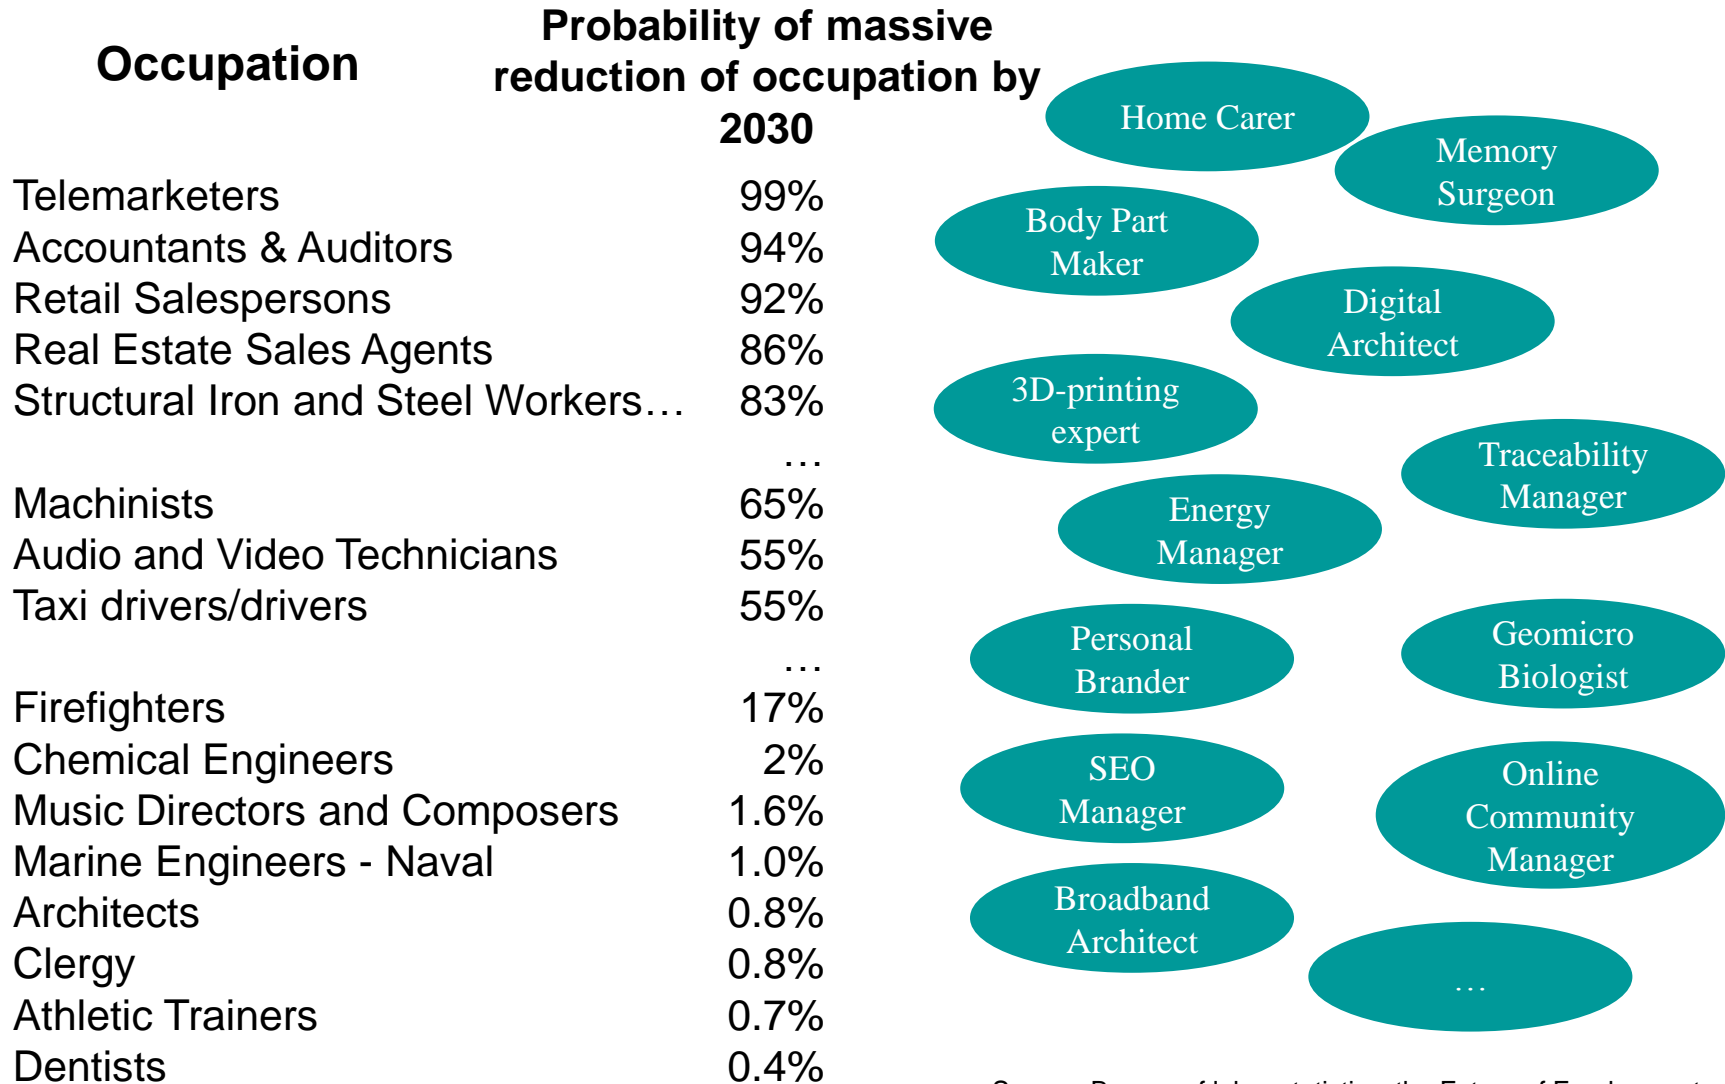 Occupation
Probability of massive
reduction of occupation by
2030
Telemarketers 99%
Accountants & Auditors 94%
Retail Salespersons 92%
Real Estate Sales Agents 86%
Structural Iron and Steel Workers… 83%
…
Machinists 65%
Audio and Video Technicians 55%
Taxi drivers/drivers 55%
…
Firefighters 17%
Chemical Engineers 2%
Music Directors and Composers 1.6%
Marine Engineers - Naval 1.0%
Architects 0.8%
Clergy 0.8%
Athletic Trainers 0.7%
Dentists 0.4%
Home Carer
Memory
Surgeon
Body Part
Maker
Digital
Architect
3D-printing
expert
Traceability
Manager
Energy
Manager
Personal
Brander
Geomicro
Biologist
SEO
Manager
Online
Community
Manager
Broadband
Architect
…